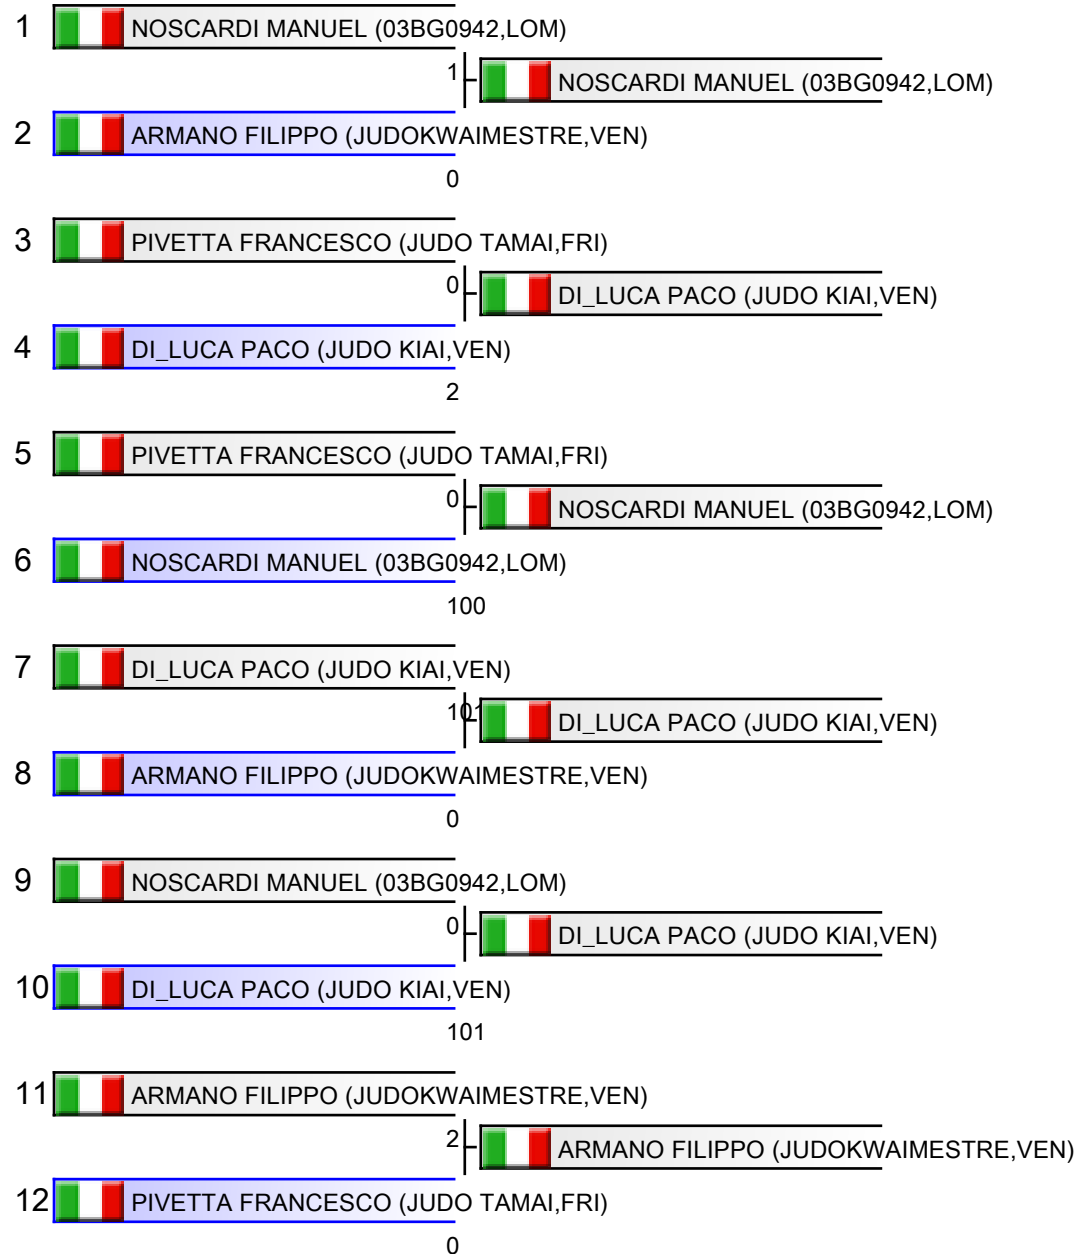 1 NOSCARDI MANUEL (03BG0942,LOM)
1 NOSCARDI MANUEL (03BG0942,LOM)
2 ARMANO FILIPPO (JUDOKWAIMESTRE,VEN)
0
3 PIVETTA FRANCESCO (JUDO TAMAI,FRI)
0 DI_LUCA PACO (JUDO KIAI,VEN)
4 DI_LUCA PACO (JUDO KIAI,VEN)
2
5 PIVETTA FRANCESCO (JUDO TAMAI,FRI)
0 NOSCARDI MANUEL (03BG0942,LOM)
6 NOSCARDI MANUEL (03BG0942,LOM)
100
7 DI_LUCA PACO (JUDO KIAI,VEN)
101 DI_LUCA PACO (JUDO KIAI,VEN)
8 ARMANO FILIPPO (JUDOKWAIMESTRE,VEN)
0
9 NOSCARDI MANUEL (03BG0942,LOM)
0 DI_LUCA PACO (JUDO KIAI,VEN)
10 DI_LUCA PACO (JUDO KIAI,VEN)
101
11 ARMANO FILIPPO (JUDOKWAIMESTRE,VEN)
2 ARMANO FILIPPO (JUDOKWAIMESTRE,VEN)
12 PIVETTA FRANCESCO (JUDO TAMAI,FRI)
0